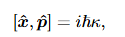 [x̂, p̂] = iħκ,